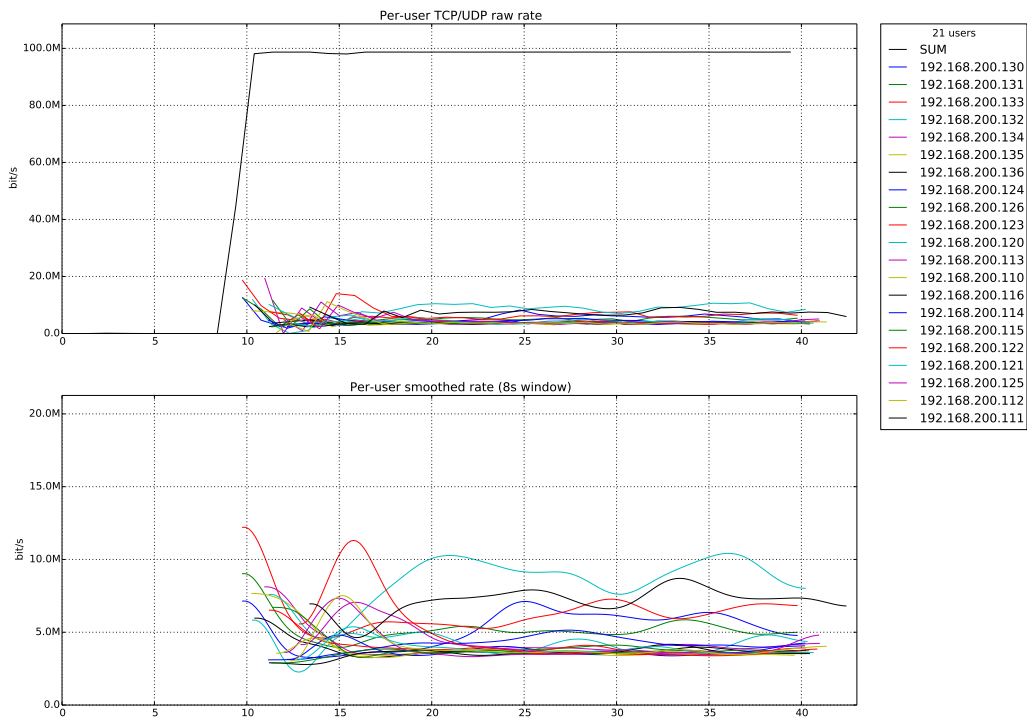 Per-user TCP/UDP raw rate
100.0M
80.0M
60.0M
40.0M
20.0M
0.0
bit/s
0 5 10 15 20 25 30 35 40
21 users
SUM
192.168.200.130
192.168.200.131
192.168.200.133
192.168.200.132
192.168.200.134
192.168.200.135
192.168.200.136
192.168.200.124
192.168.200.126
192.168.200.123
192.168.200.120
192.168.200.113
192.168.200.110
192.168.200.116
192.168.200.114
192.168.200.115
192.168.200.122
192.168.200.121
192.168.200.125
192.168.200.112
192.168.200.111
Per-user smoothed rate (8s window)
20.0M
15.0M
10.0M
5.0M
0.0
bit/s
0 5 10 15 20 25 30 35 40